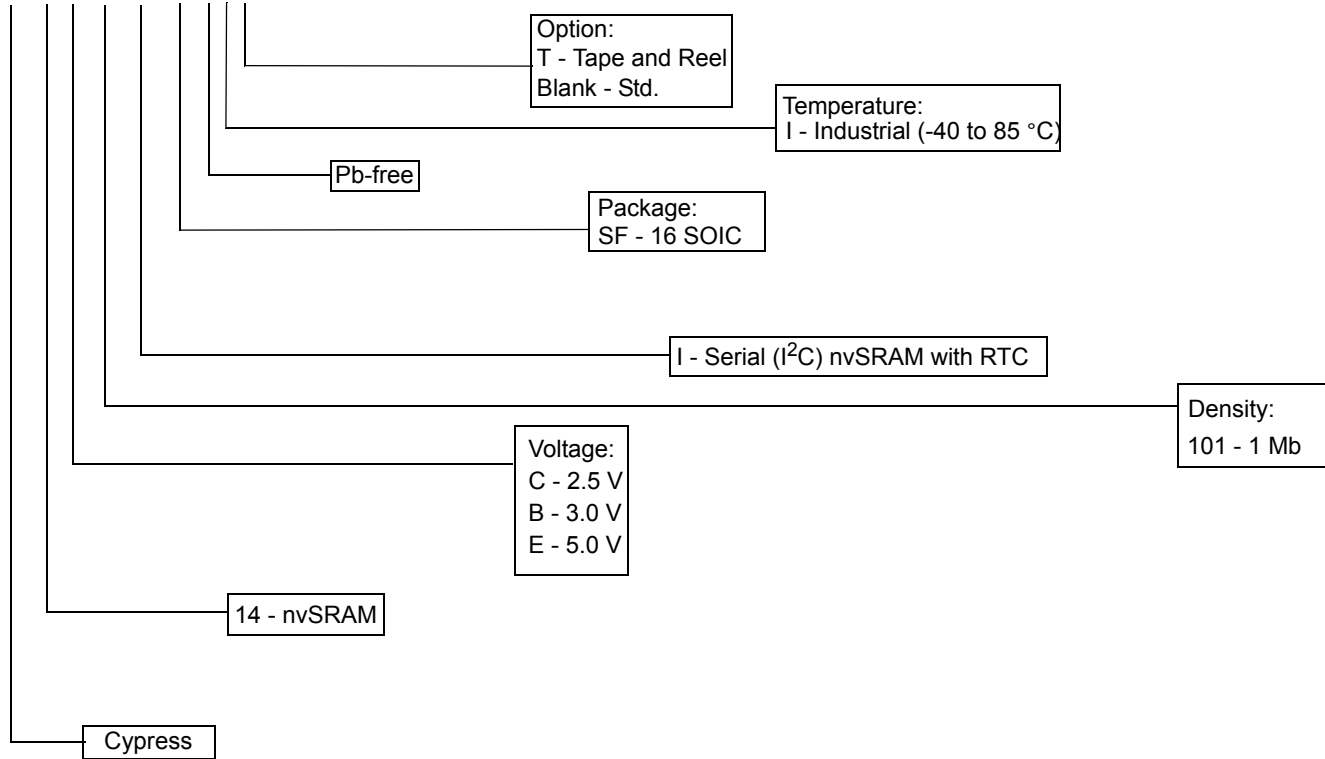 Option:
T - Tape and Reel
Blank - Std.
Temperature:
I - Industrial (-40 to 85 °C)
Pb-free
Package:
SF - 16 SOIC
I - Serial (I²C) nvSRAM with RTC
Density:
101 - 1 Mb
Voltage:
C - 2.5 V
B - 3.0 V
E - 5.0 V
14 - nvSRAM
Cypress